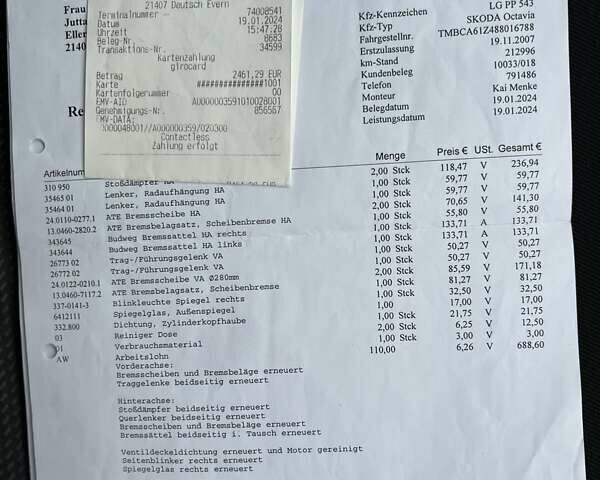 Frau
Jutta
Eller
2140
21407 Deutsch Evern
Terminalnummer 74008541
Datum 19.01.2024
Uhrzeit 15:47:28
Beleg-Nr. 8683
Transaktions-Nr. 34599
Kartenzahlung
girocard
Betrag 2461,29 EUR
Karte ###############1001
Kartenfolgenummer 00
EMV-AID A0000003591010028001
Genehmigungs-Nr. 856567
EMV-DATA:
0000048001//A000000359/020300
Contactless
Zahlung erfolgt
LG PP 543
Kfz-Kennzeichen SKODA Octavia
Kfz-Typ TMBCA61Z488016788
Fahrgestellnr. 19.11.2007
Erstzulassung 212996
km-Stand 10033/018
Kundenbeleg 791486
Telefon Kai Menke
Monteur 19.01.2024
Belegdatum 19.01.2024
Leistungsdatum
Re
Artikelnum Menge Preis € USt. Gesamt €
310 950 Stoßdämpfer HA 2,00 Stck 118,47 V 236,94
35465 01 Lenker, Radaufhängung HA 1,00 Stck 59,77 V 59,77
35464 01 Lenker, Radaufhängung HA 1,00 Stck 59,77 V 59,77
24.0110-0277.1 ATE Bremsscheibe HA 2,00 Stck 70,65 V 141,30
13.0460-2820.2 ATE Bremsbelagsatz, Scheibenbremse HA 1,00 Stck 55,80 V 55,80
343645 Budweg Bremssattel HA rechts 1,00 Stck 133,71 A 133,71
343644 Budweg Bremssattel HA links 1,00 Stck 133,71 A 133,71
26773 02 Trag-/Führungsgelenk VA 1,00 Stck 50,27 V 50,27
26772 02 Trag-/Führungsgelenk VA 1,00 Stck 50,27 V 50,27
24.0122-0210.1 ATE Bremsscheibe VA Ø280mm 2,00 Stck 85,59 V 171,18
13.0460-7117.2 ATE Bremsbelagsatz, Scheibenbremse 1,00 Stck 81,27 V 81,27
337-0141-3 Blinkleuchte Spiegel rechts 1,00 Stck 32,50 V 32,50
6412111 Spiegelglas, Außenspiegel 1,00 17,00 V 17,00
332.800 Dichtung, Zylinderkopfhaube 1,00 Stck 21,75 V 21,75
03 Reiniger Dose 2,00 Stck 6,25 V 12,50
01 Verbrauchsmaterial 1,00 Stck 3,00 V 3,00
AW Arbeitslohn 110,00 6,26 V 688,60
Vorderachse:
Bremsscheiben und Bremsbeläge erneuert
Traggelenke beidseitig erneuert
Hinterachse:
Stoßdämpfer beidseitig erneuert
Querlenker beidseitig erneuert
Bremsscheiben und Bremsbeläge erneuert
Bremssättel beidseitig i. Tausch erneuert
Ventildeckeldichtung erneuert und Motor gereinigt
Seitenblinker rechts erneuert
Spiegelglas rechts erneuert